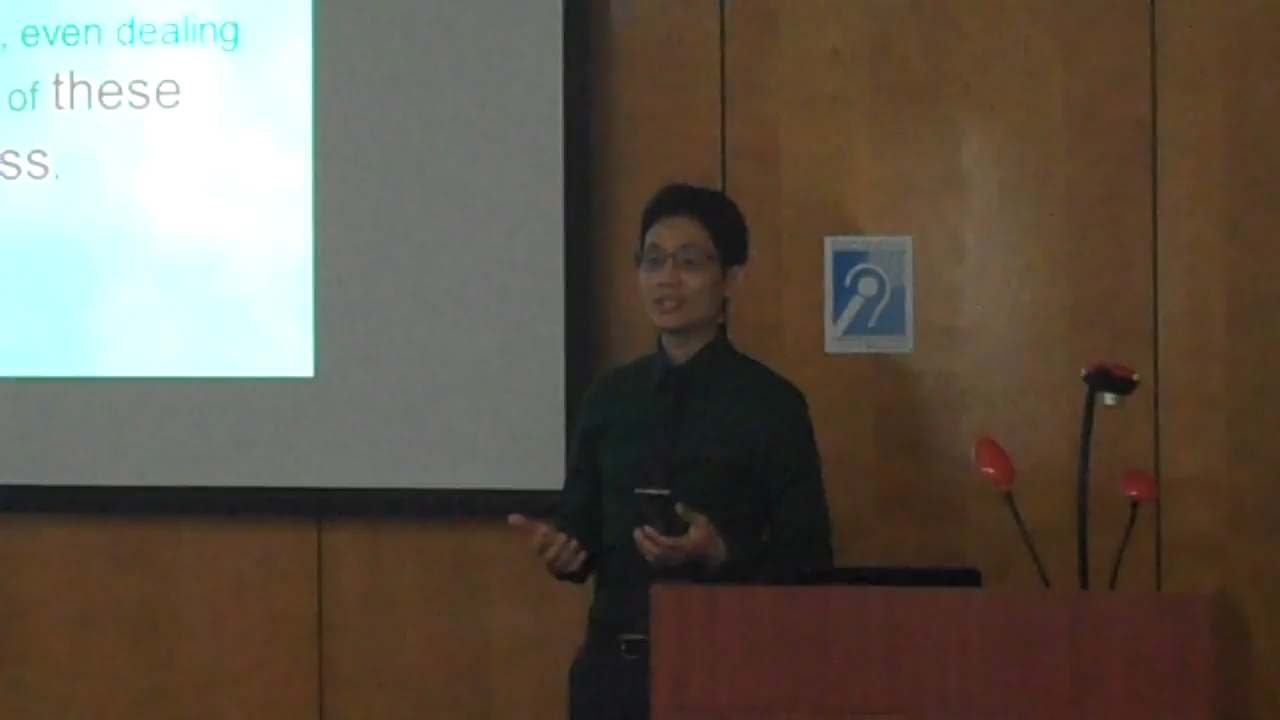 , even dealing
of these
ss.